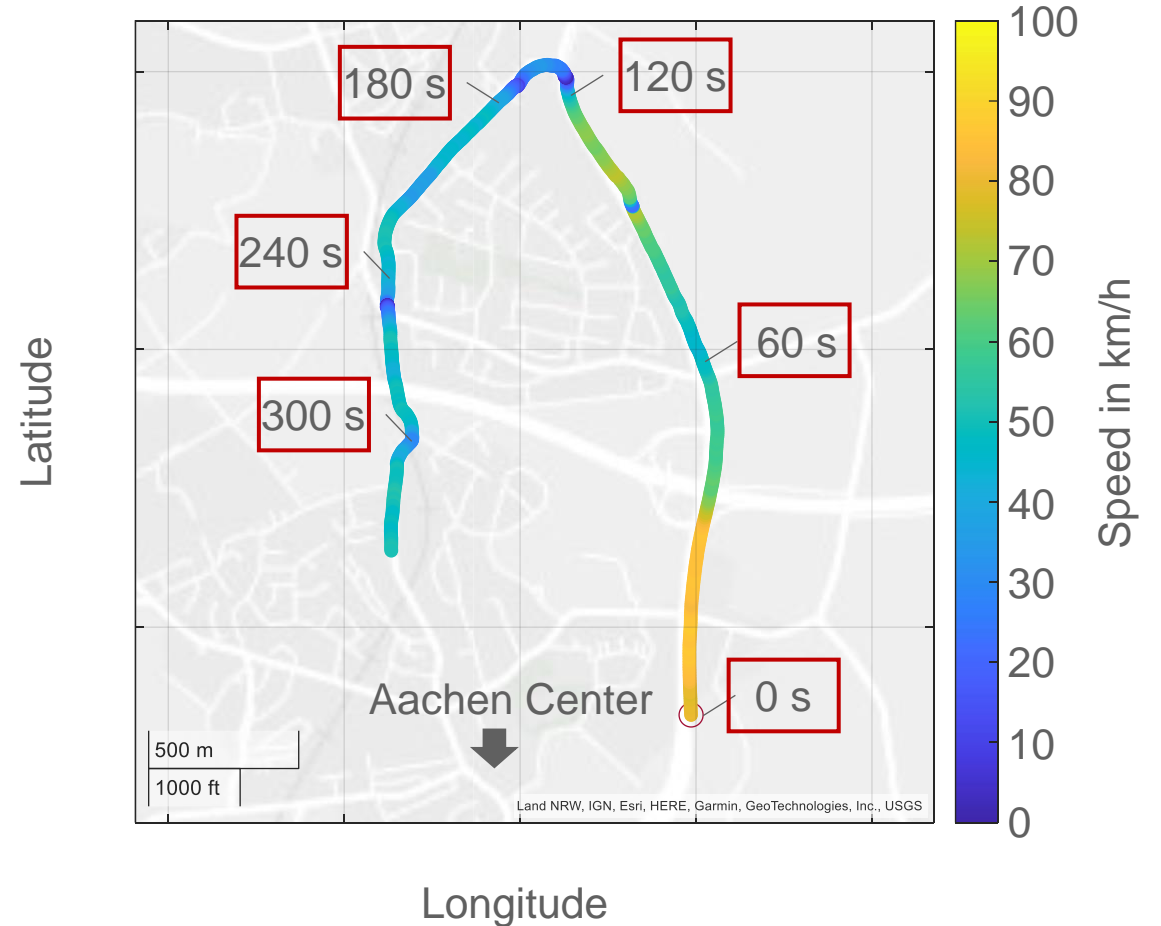 100
180 s
120 s
90
80
240 s
70
60 s
60
50
300 s
40
30
20
Aachen Center
0 s
10
500 m
1000 ft
Land NRW, IGN, Esri, HERE, Garmin, GeoTechnologies, Inc., USGS
0
Latitude
Speed in km/h
Longitude